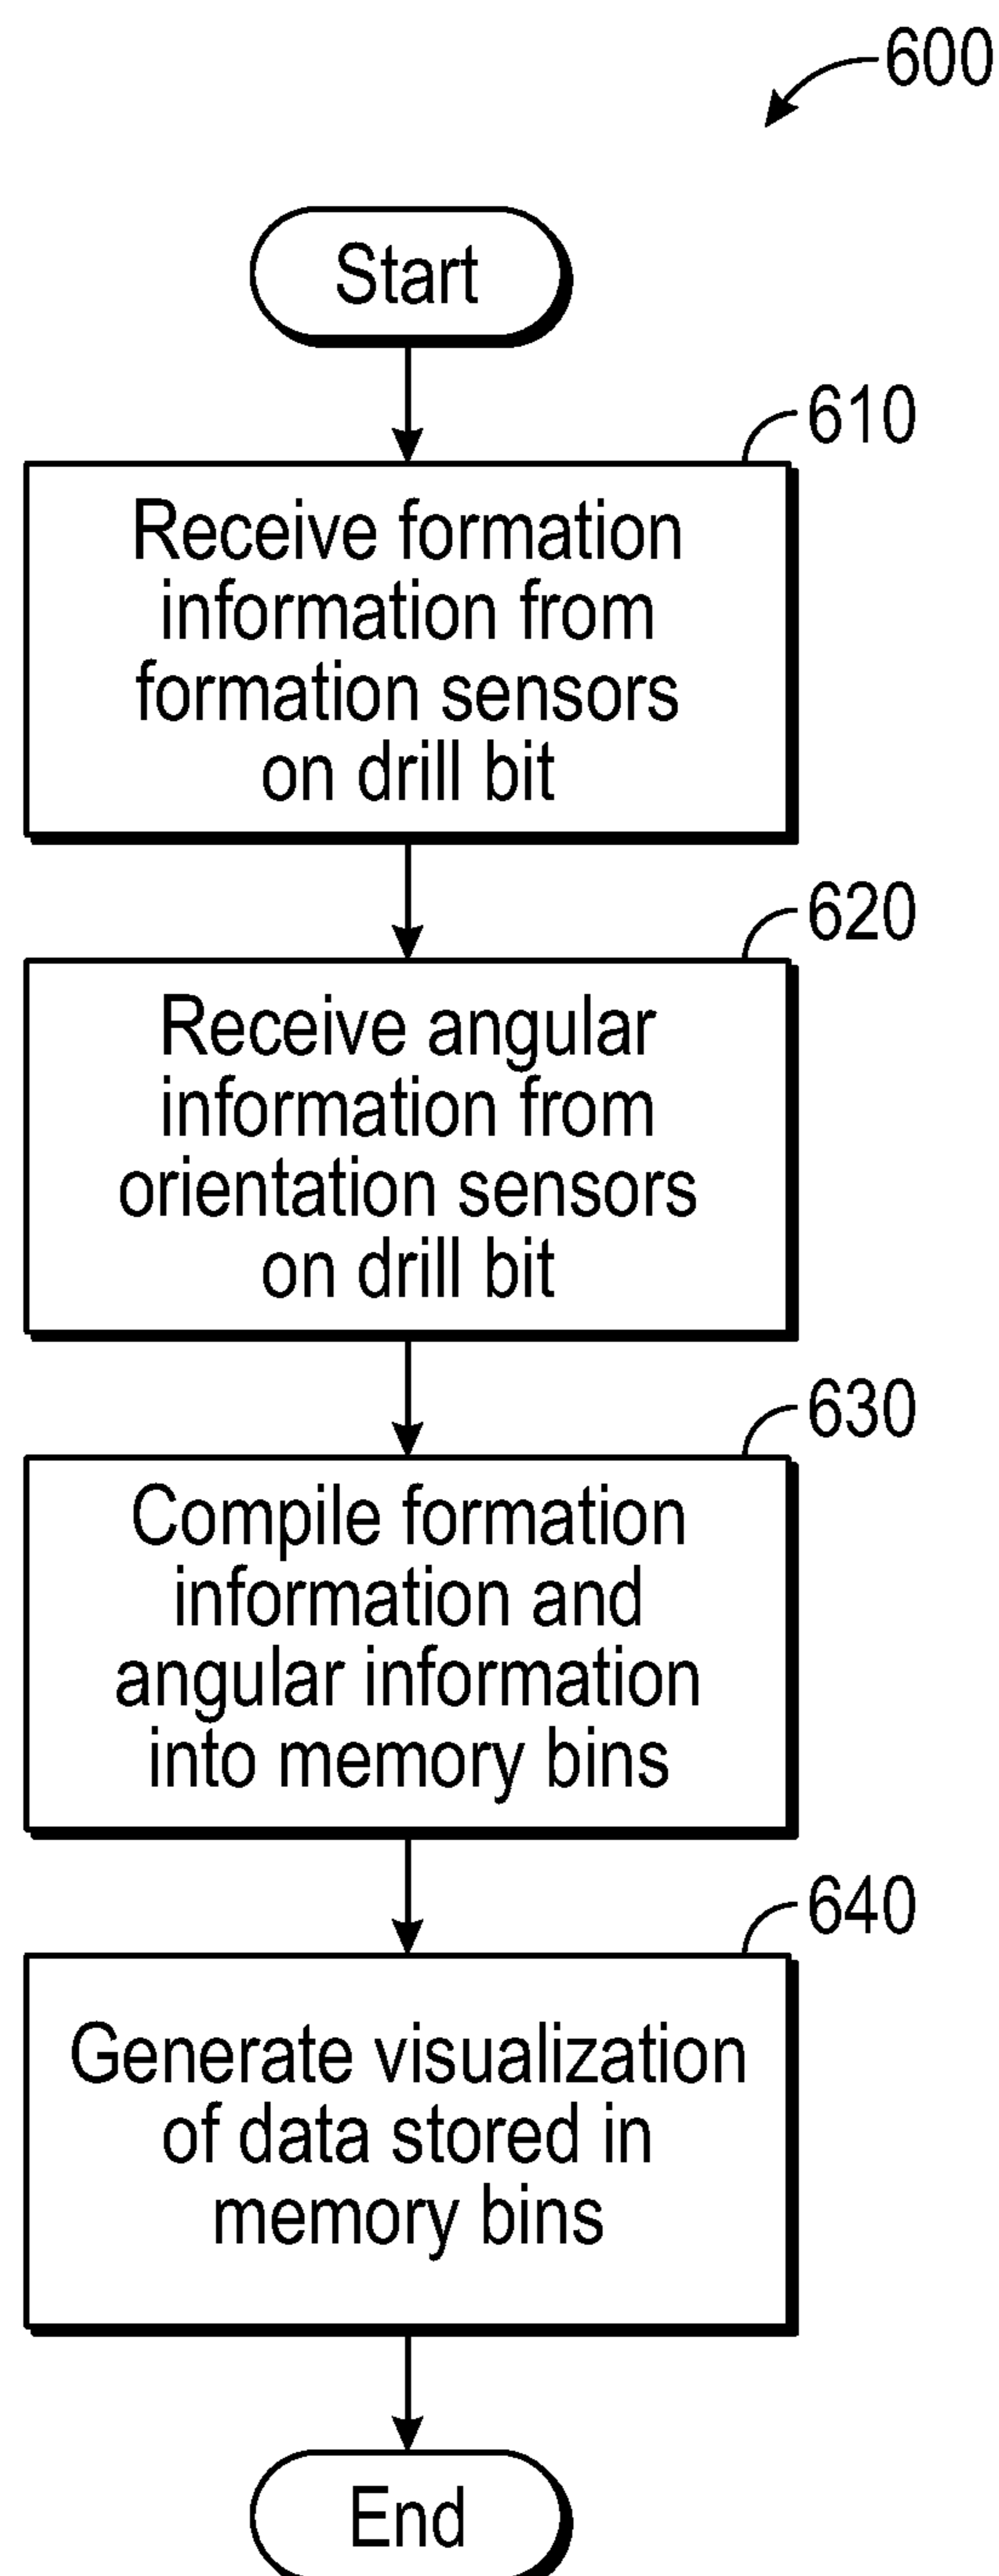 600
Start
610
Receive formation
information from
formation sensors
on drill bit
620
Receive angular
information from
orientation sensors
on drill bit
630
Compile formation
information and
angular information
into memory bins
640
Generate visualization
of data stored in
memory bins
End